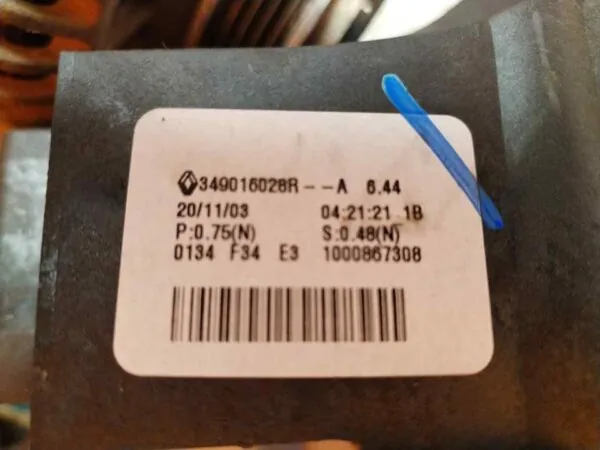 349016028R--A 6.44
20/11/03 04:21:21 1B
P:0.75(N) S:0.48(N)
0134 F34 E3 1000867308